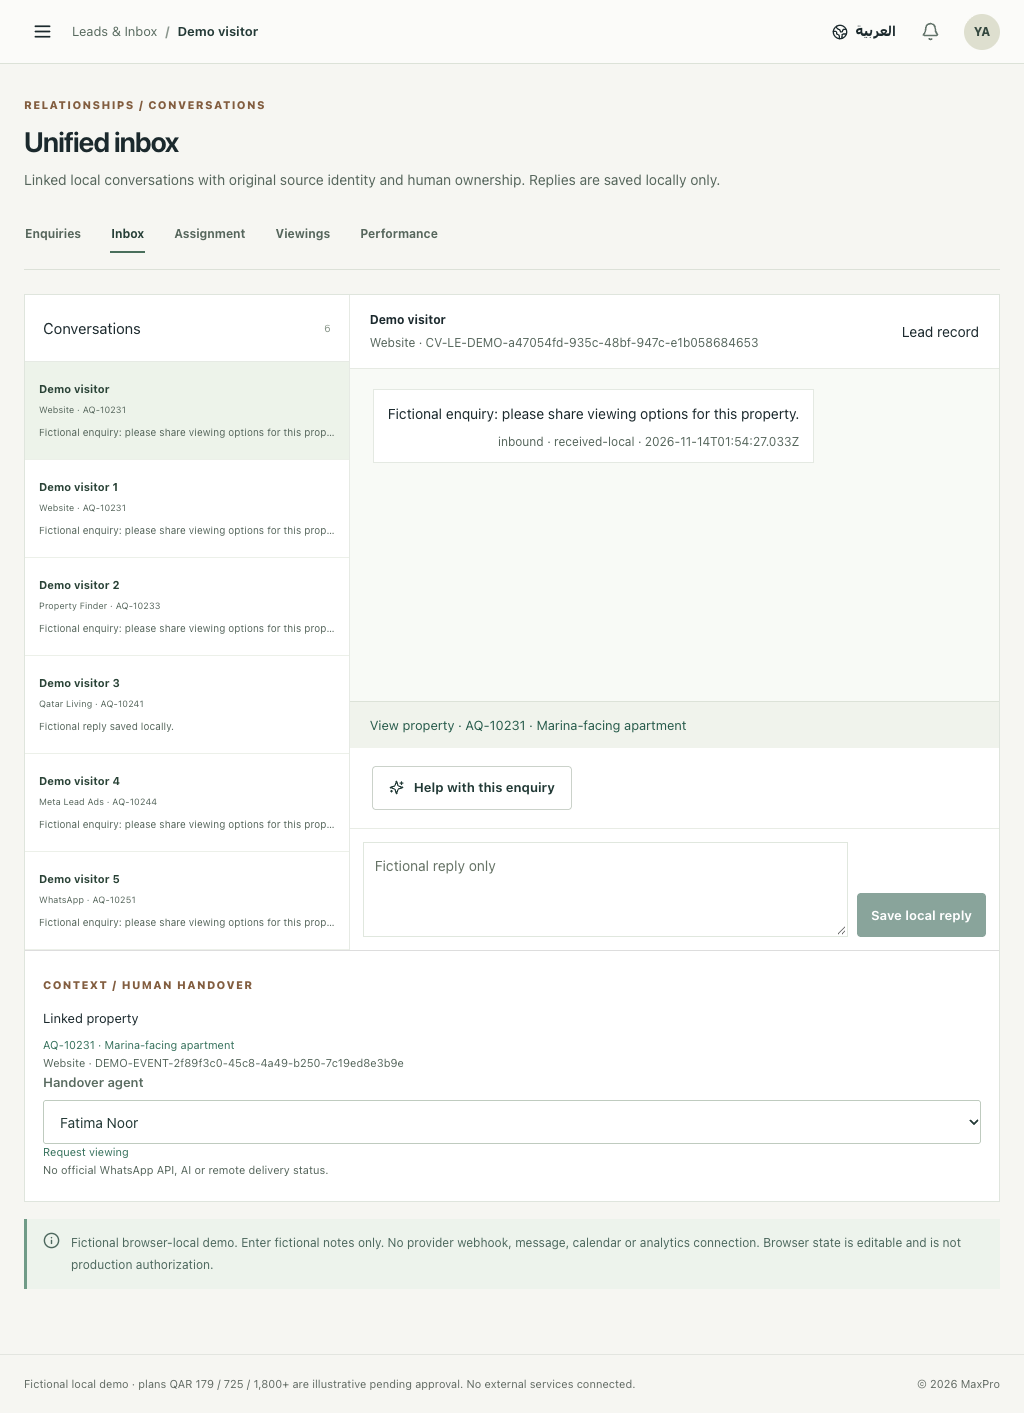 Leads & Inbox / Demo visitor
العربية
YA
RELATIONSHIPS / CONVERSATIONS
Unified inbox
Linked local conversations with original source identity and human ownership. Replies are saved locally only.
Enquiries Inbox Assignment Viewings Performance
Conversations 6
Demo visitor
Website · AQ-10231
Fictional enquiry: please share viewing options for this prop...
Demo visitor 1
Website · AQ-10231
Fictional enquiry: please share viewing options for this prop...
Demo visitor 2
Property Finder · AQ-10233
Fictional enquiry: please share viewing options for this prop...
Demo visitor 3
Qatar Living · AQ-10241
Fictional reply saved locally.
Demo visitor 4
Meta Lead Ads · AQ-10244
Fictional enquiry: please share viewing options for this prop...
Demo visitor 5
WhatsApp · AQ-10251
Fictional enquiry: please share viewing options for this prop...
Demo visitor
Website · CV-LE-DEMO-a47054fd-935c-48bf-947c-e1b058684653
Lead record
Fictional enquiry: please share viewing options for this property.
inbound · received-local · 2026-11-14T01:54:27.033Z
View property · AQ-10231 · Marina-facing apartment
Help with this enquiry
Fictional reply only
Save local reply
CONTEXT / HUMAN HANDOVER
Linked property
AQ-10231 · Marina-facing apartment
Website · DEMO-EVENT-2f89f3c0-45c8-4a49-b250-7c19ed8e3b9e
Handover agent
Fatima Noor
Request viewing
No official WhatsApp API, AI or remote delivery status.
Fictional browser-local demo. Enter fictional notes only. No provider webhook, message, calendar or analytics connection. Browser state is editable and is not
production authorization.
Fictional local demo · plans QAR 179 / 725 / 1,800+ are illustrative pending approval. No external services connected.
© 2026 MaxPro